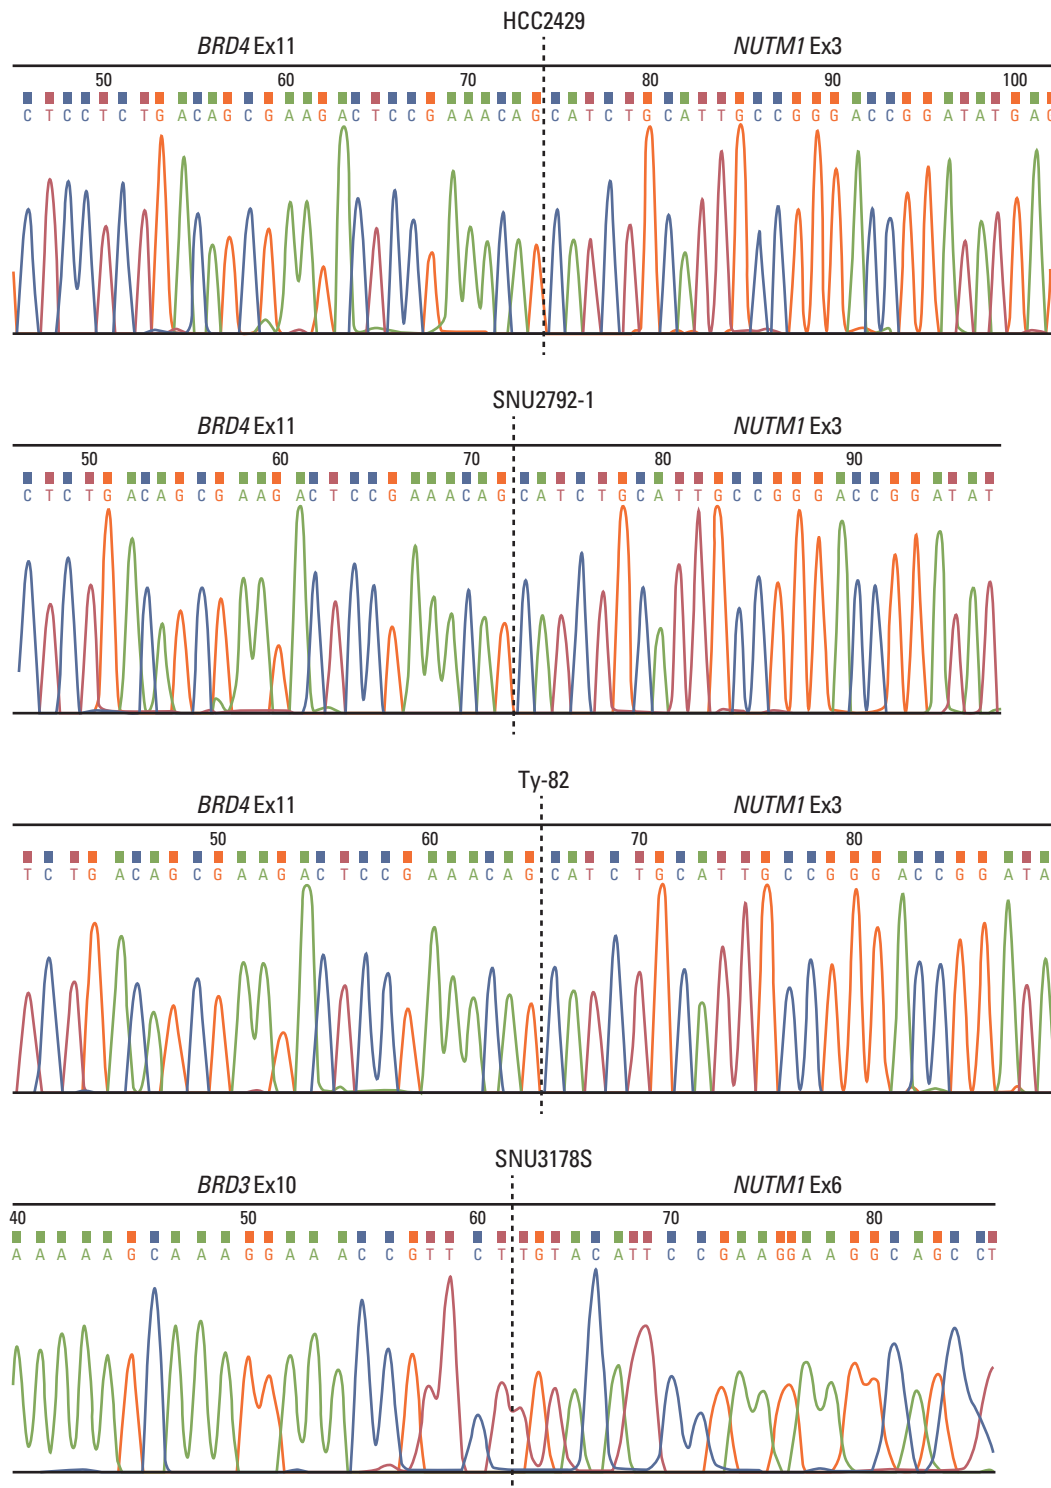 HCC2429
BRD4 Ex11 NUTM1 Ex3
50 60 70 80 90 100
C T C C T C T G A C A G C G A A G A C T C C G A A A C A G C A T C T G C A T T G C C G G G A C C G G A T A T G A G
SNU2792-1
BRD4 Ex11 NUTM1 Ex3
50 60 70 80 90
C T C T G A C A G C G A A G A C T C C G A A A C A G C A T C T G C A T T G C C G G G A C C G G A T A T
Ty-82
BRD4 Ex11 NUTM1 Ex3
50 60 70 80
T C T G A C A G C G A A G A C T C C G A A A C A G C A T C T G C A T T G C C G G G A C C G G A T A
SNU3178S
BRD3 Ex10 NUTM1 Ex6
40 50 60 70 80
A A A A A G C A A A G G A A A C C G T T C T T G T A C A T T C C G A A G G A A G G C A G C C T